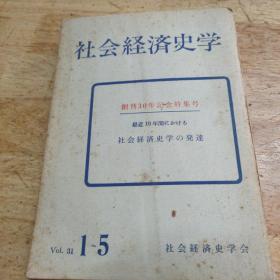 社会経済史学
創刊30年記念特集号
最近10年間における
社会経済史学の発達
Vol. 31 1~5
社会経済史学会